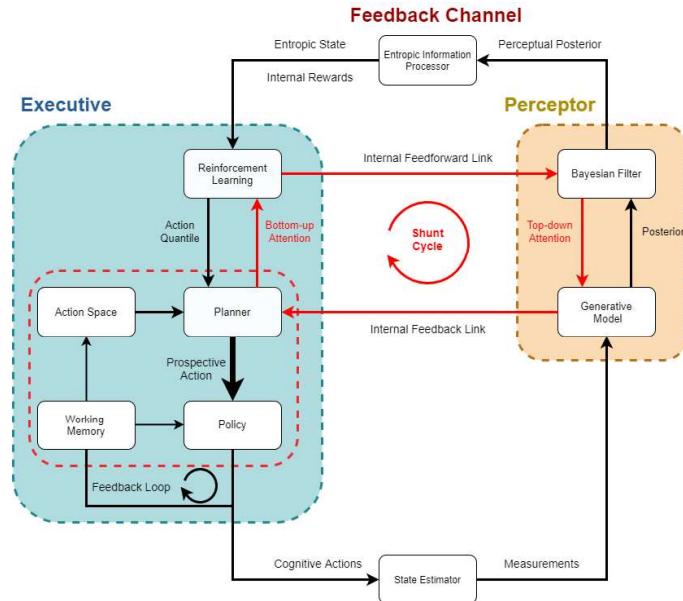 Feedback Channel
Entropic State
Internal Rewards
Entropic Information
Processor
Perceptual Posterior
Executive
Perceptor
Reinforcement
Learning
Internal Feedforward Link
Bayesian Filter
Action
Quantile
Bottom-up
Attention
Shunt
Cycle
Top-down
Attention
Posterior
Action Space
Planner
Internal Feedback Link
Generative
Model
Prospective
Action
Working
Memory
Policy
Feedback Loop
Cognitive Actions
State Estimator
Measurements